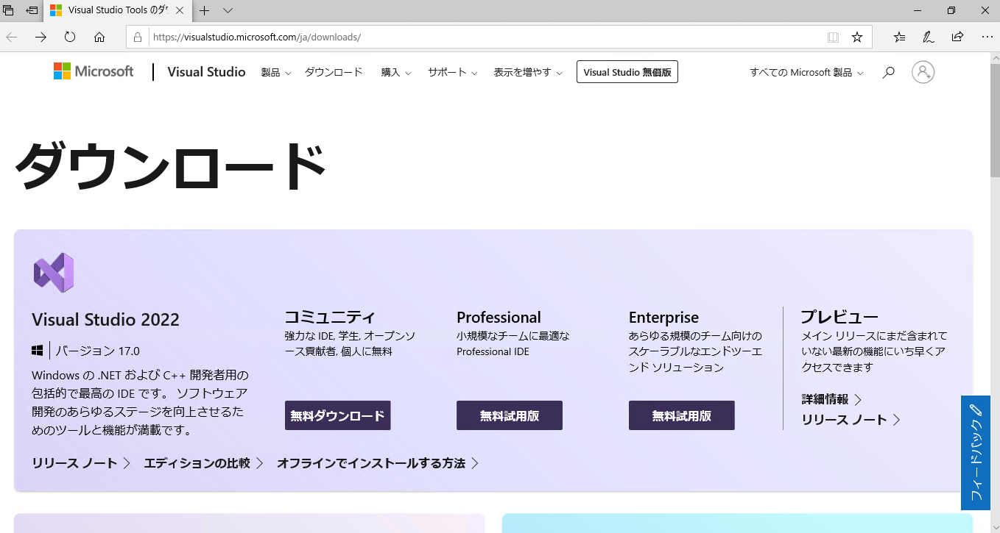 Visual Studio Tools のダ
https://visualstudio.microsoft.com/ja/downloads/
Microsoft
Visual Studio
製品
ダウンロード
購入
サポート
表示を増やす
Visual Studio 無償版
すべての Microsoft 製品
ダウンロード
Visual Studio 2022
バージョン 17.0
Windows の .NET および C++ 開発者用の
包括的で最高の IDE です。 ソフトウェア
開発のあらゆるステージを向上させるた
めのツールと機能が満載です。
コミュニティ
強力な IDE, 学生, オープンソ
ース貢献者, 個人に無料
無料ダウンロード
Professional
小規模なチームに最適な
Professional IDE
無料試用版
Enterprise
あらゆる規模のチーム向けの
スケーラブルなエンドツーエ
ンド ソリューション
無料試用版
プレビュー
メイン リリースにまだ含まれて
いない最新の機能にいち早くア
クセスできます
詳細情報
リリース ノート
リリース ノート
エディションの比較
オフラインでインストールする方法
フィードバック